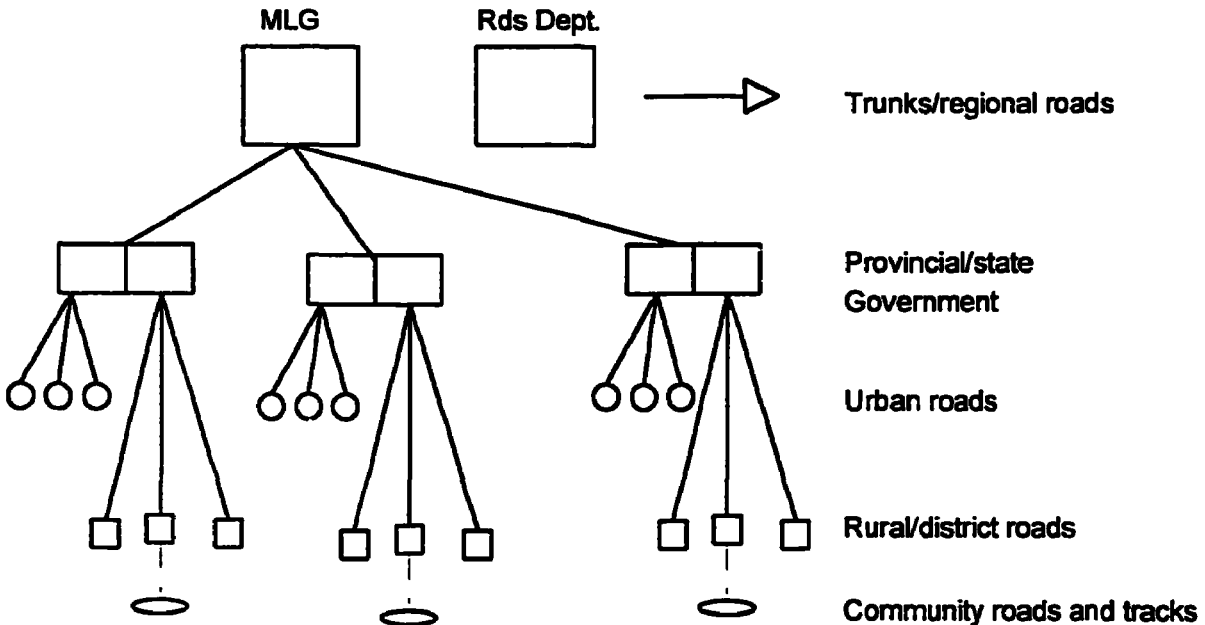 MLG
Rds Dept.
Trunks/regional roads
Provincial/state
Government
Urban roads
Rural/district roads
Community roads and tracks